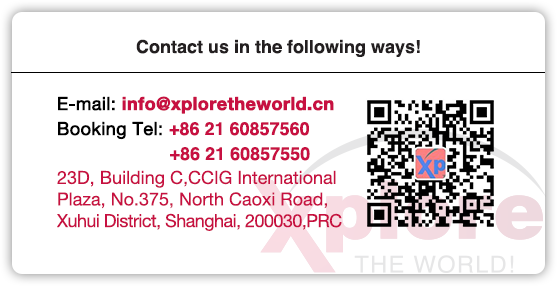 Contact us in the following ways!
E-mail: info@xploretheworld.cn
Booking Tel: +86 21 60857560
+86 21 60857550
23D, Building C,CCIG International
Plaza, No.375, North Caoxi Road,
Xuhui District, Shanghai, 200030,PRC
Xp
Xplore
THE WORLD!